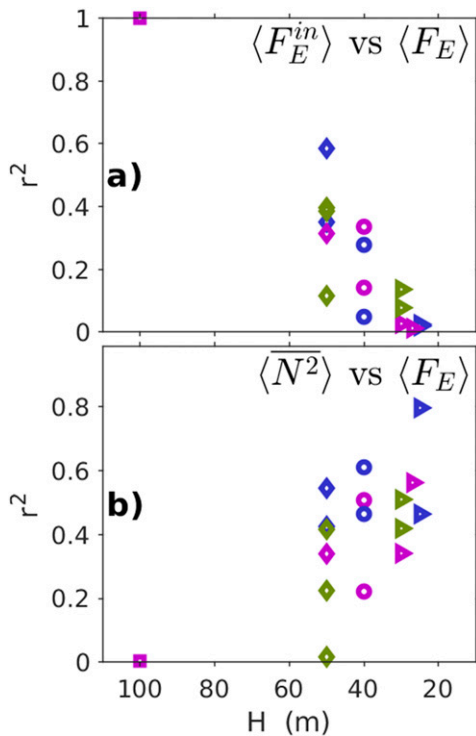 ⟨F_E^{in}⟩ vs ⟨F_E⟩
1
0.8
0.6
0.4
0.2
0
r²
a)
⟨\overline{N²}⟩ vs ⟨F_E⟩
0.8
0.6
0.4
0.2
0
r²
b)
100 80 60 40 20
H (m)